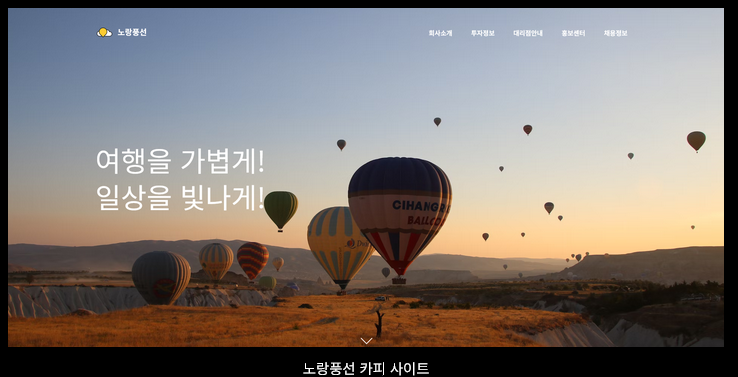 노랑풍선
회사소개 투자정보 대리점안내 홍보센터 채용정보
여행을 가볍게!
일상을 빛나게!
CIHANG
BALLOO
노랑풍선 카피 사이트